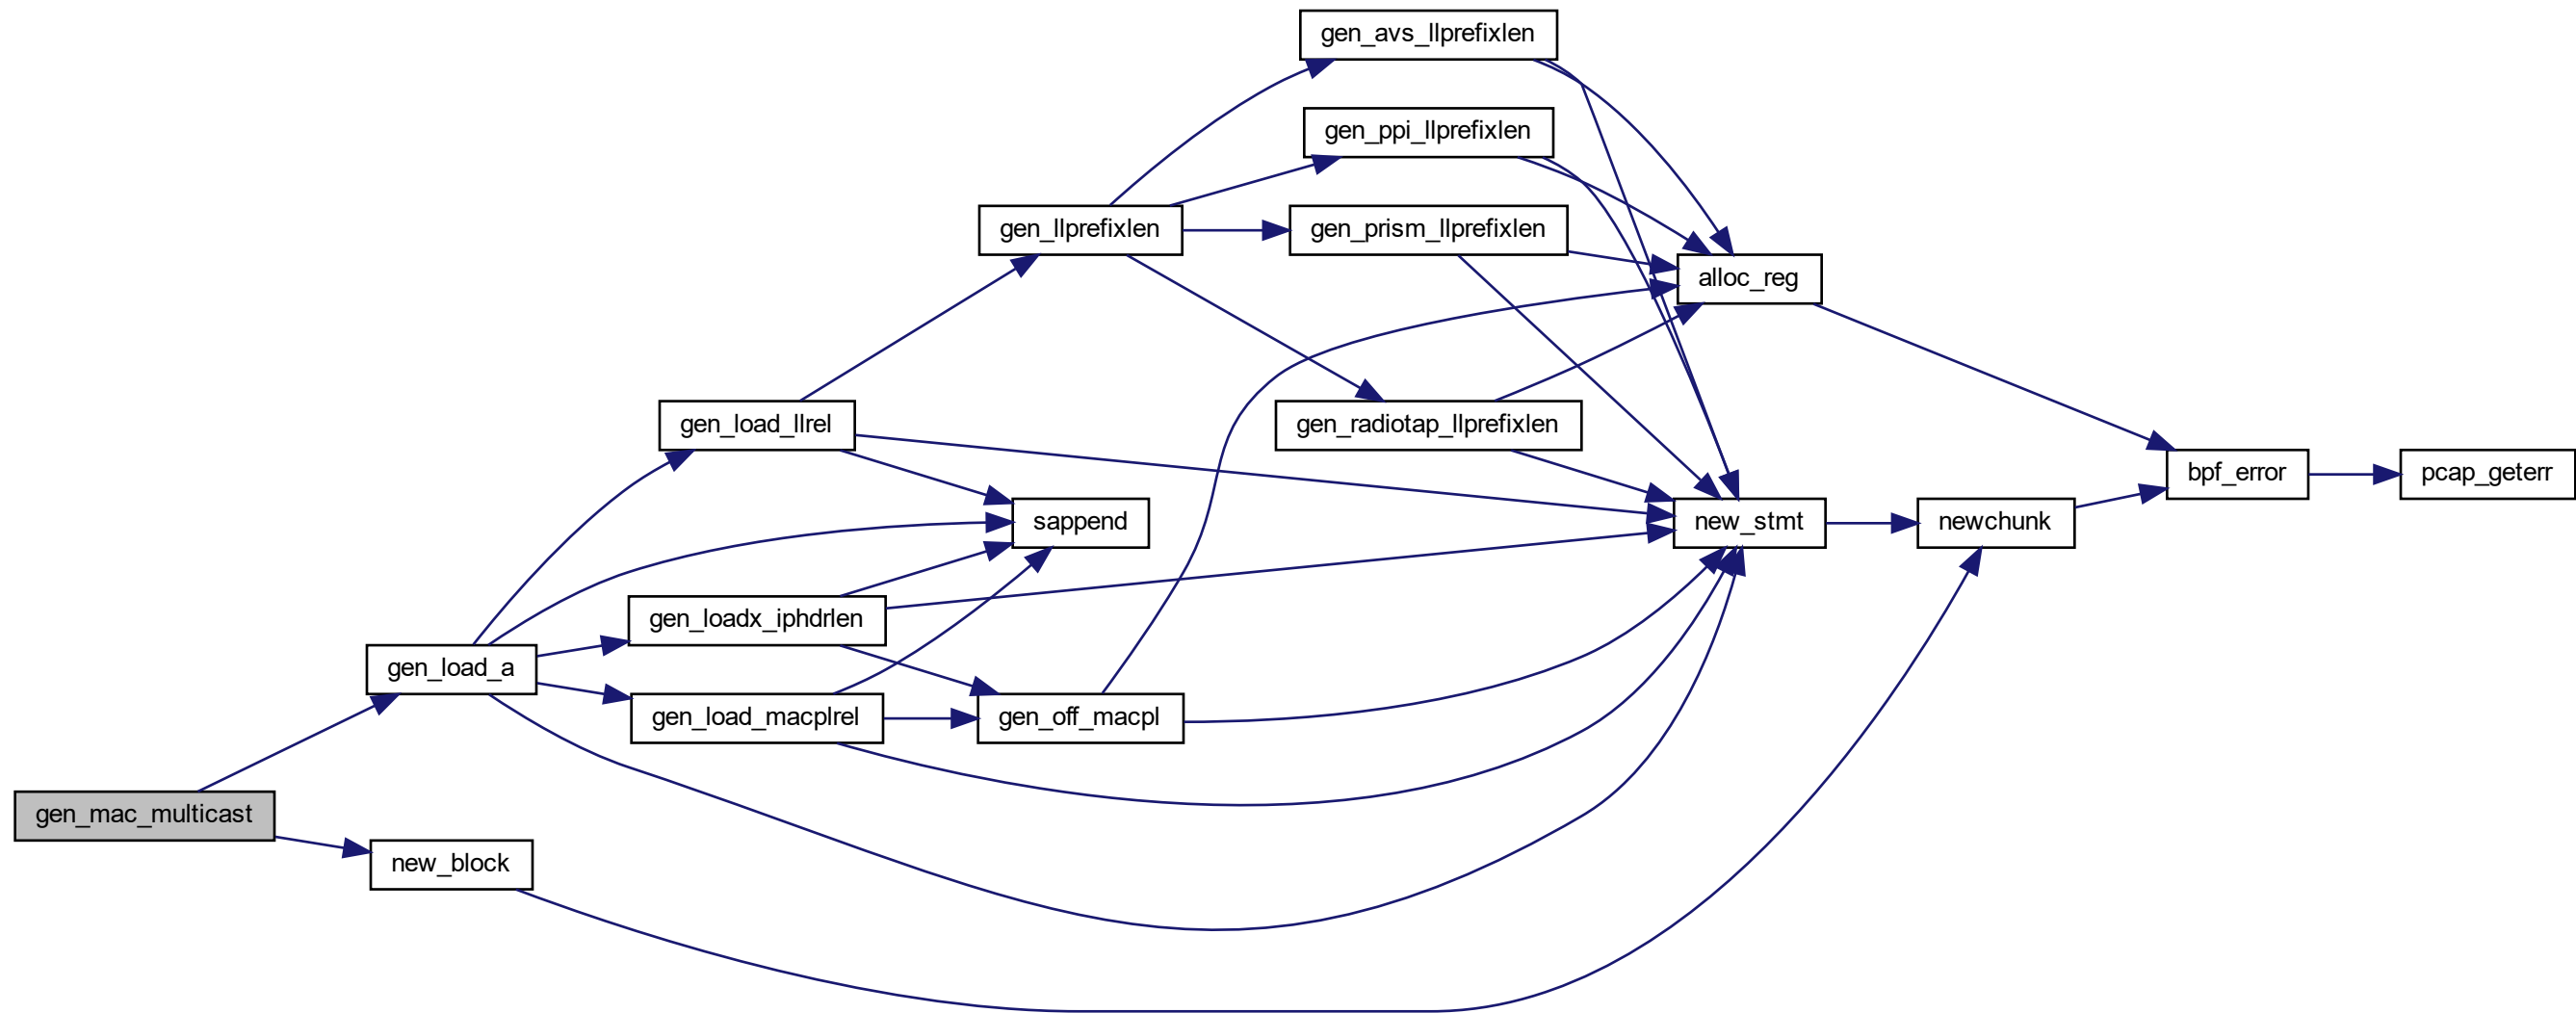 gen_avs_llprefixlen
gen_ppi_llprefixlen
gen_llprefixlen
gen_prism_llprefixlen
alloc_reg
gen_load_llrel
gen_radiotap_llprefixlen
bpf_error
pcap_geterr
sappend
new_stmt
newchunk
gen_loadx_iphdrlen
gen_load_a
gen_load_macplrel
gen_off_macpl
gen_mac_multicast
new_block